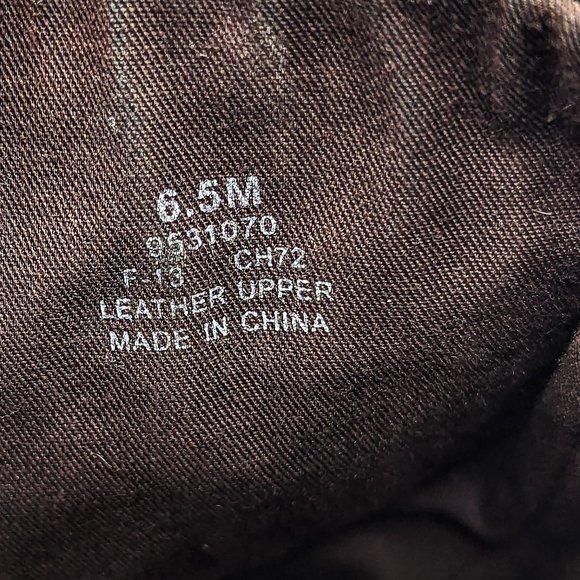 6.5M
9531070
F-13 CH72
LEATHER UPPER
MADE IN CHINA